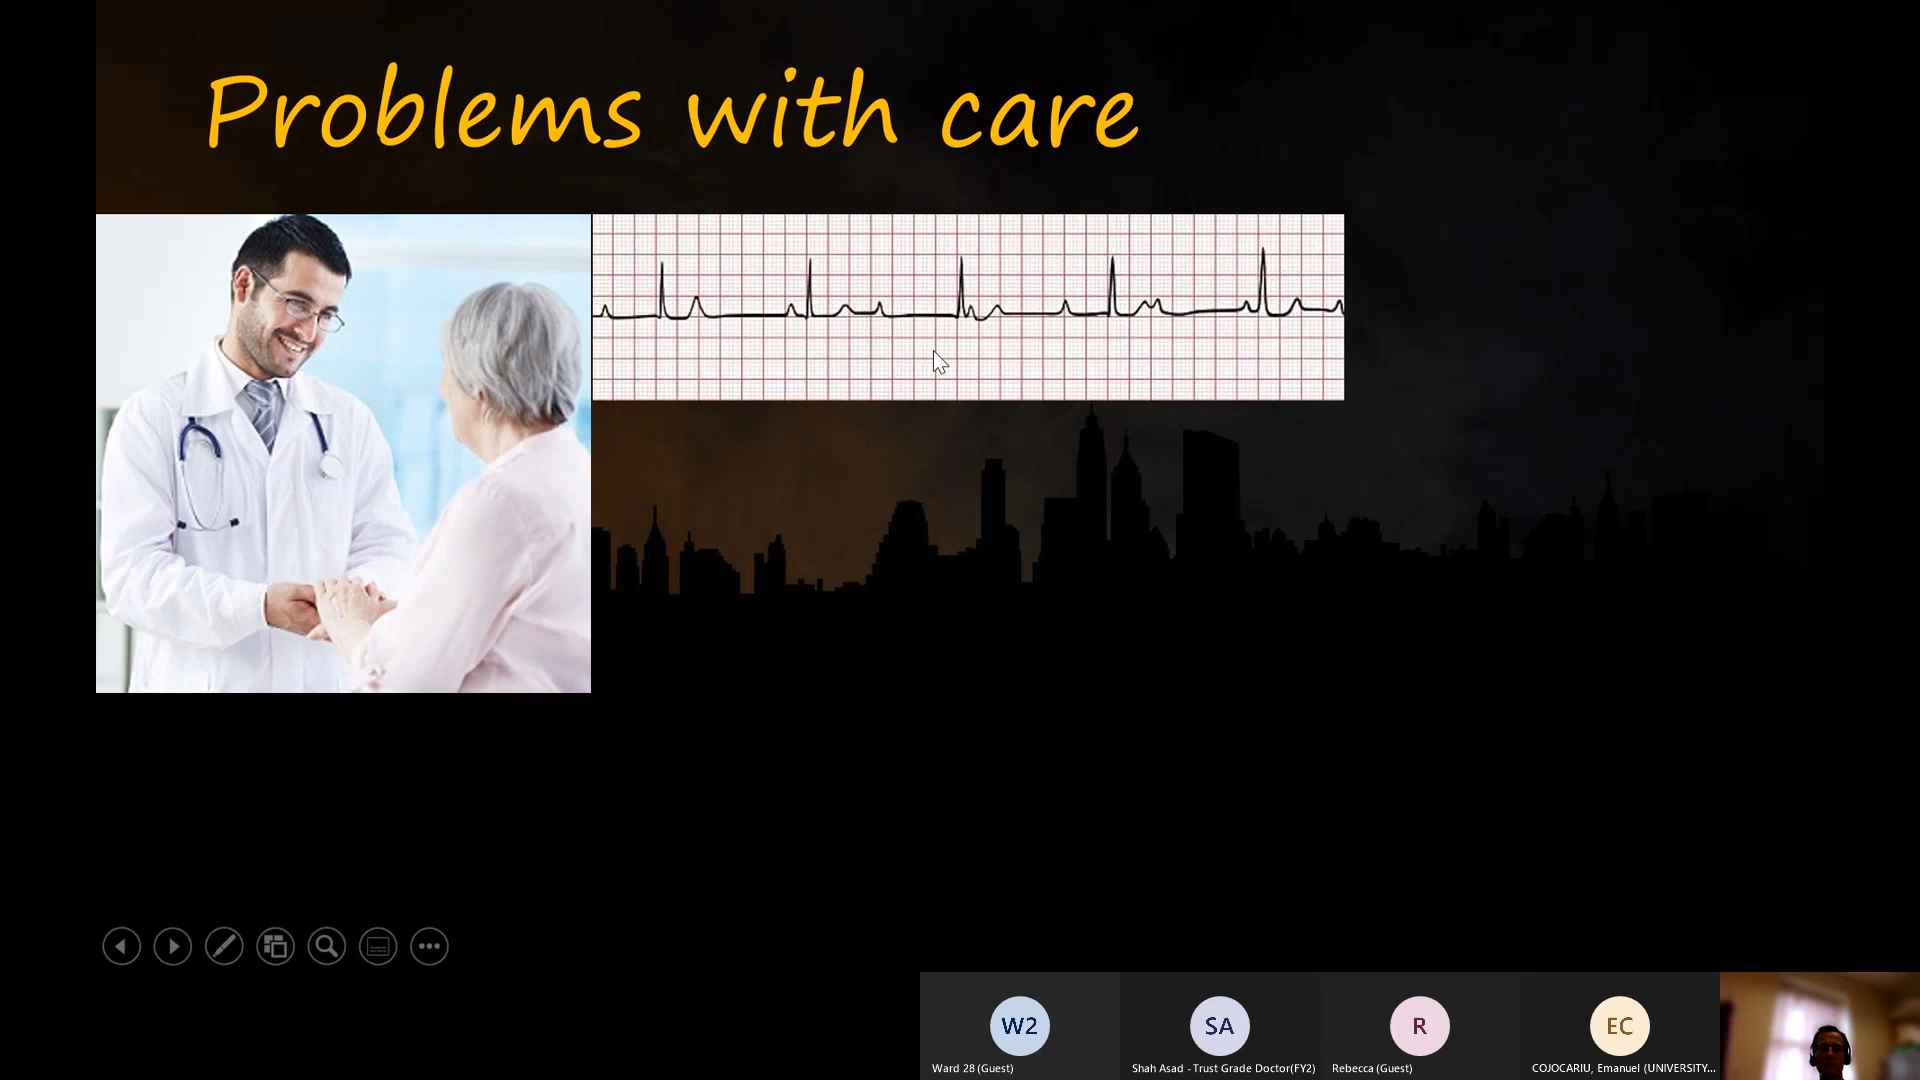 Problems with care
W2
SA
R
EC
Ward 28 (Guest)
Shah Asad - Trust Grade Doctor(FY2)
Rebecca (Guest)
COJOCARIU, Emanuel (UNIVERSITY...